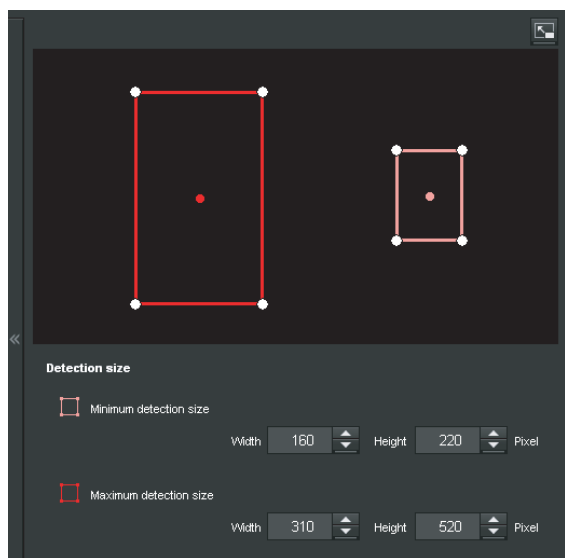 Detection size
Minimum detection size
Width 160 Height 220 Pixel
Maximum detection size
Width 310 Height 520 Pixel